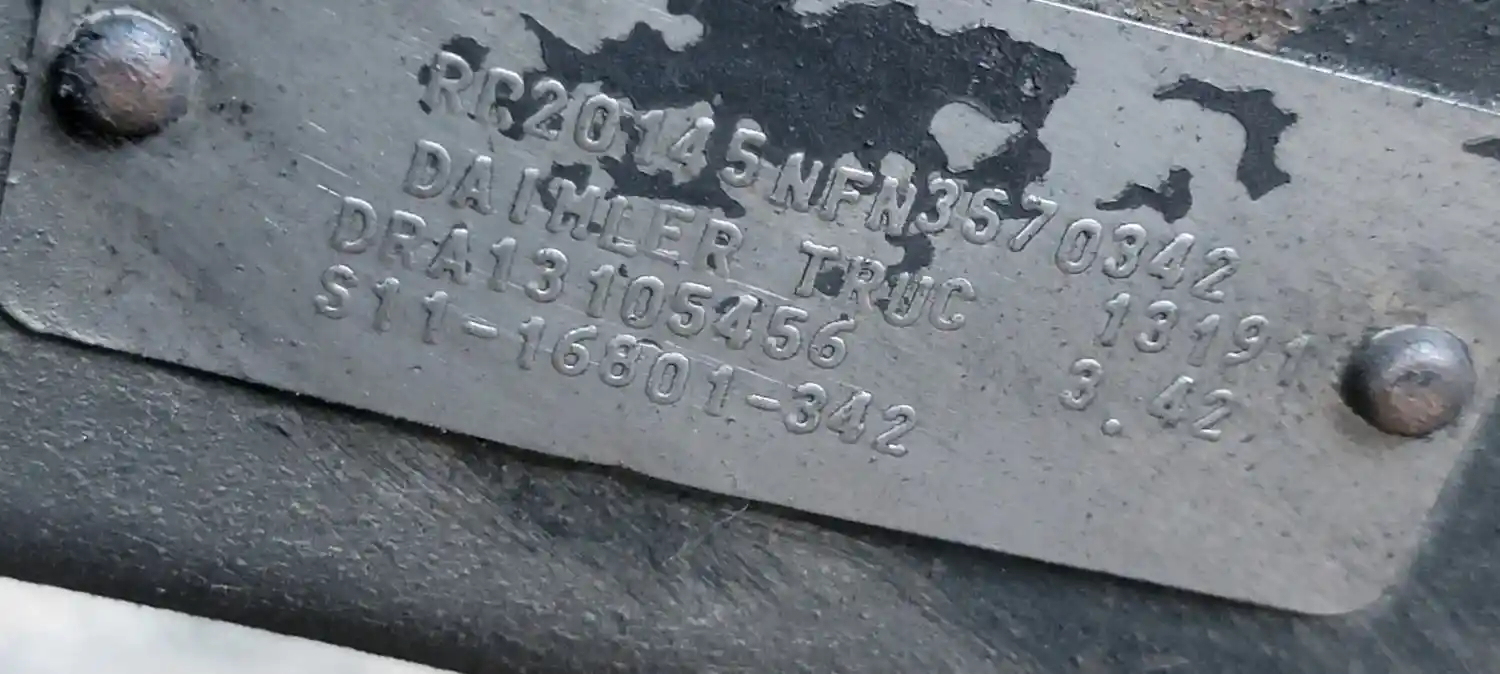 RR20145NFN3570342
DAIMLER TRUC 13191
DRA13105456 3.42
S11-16801-342